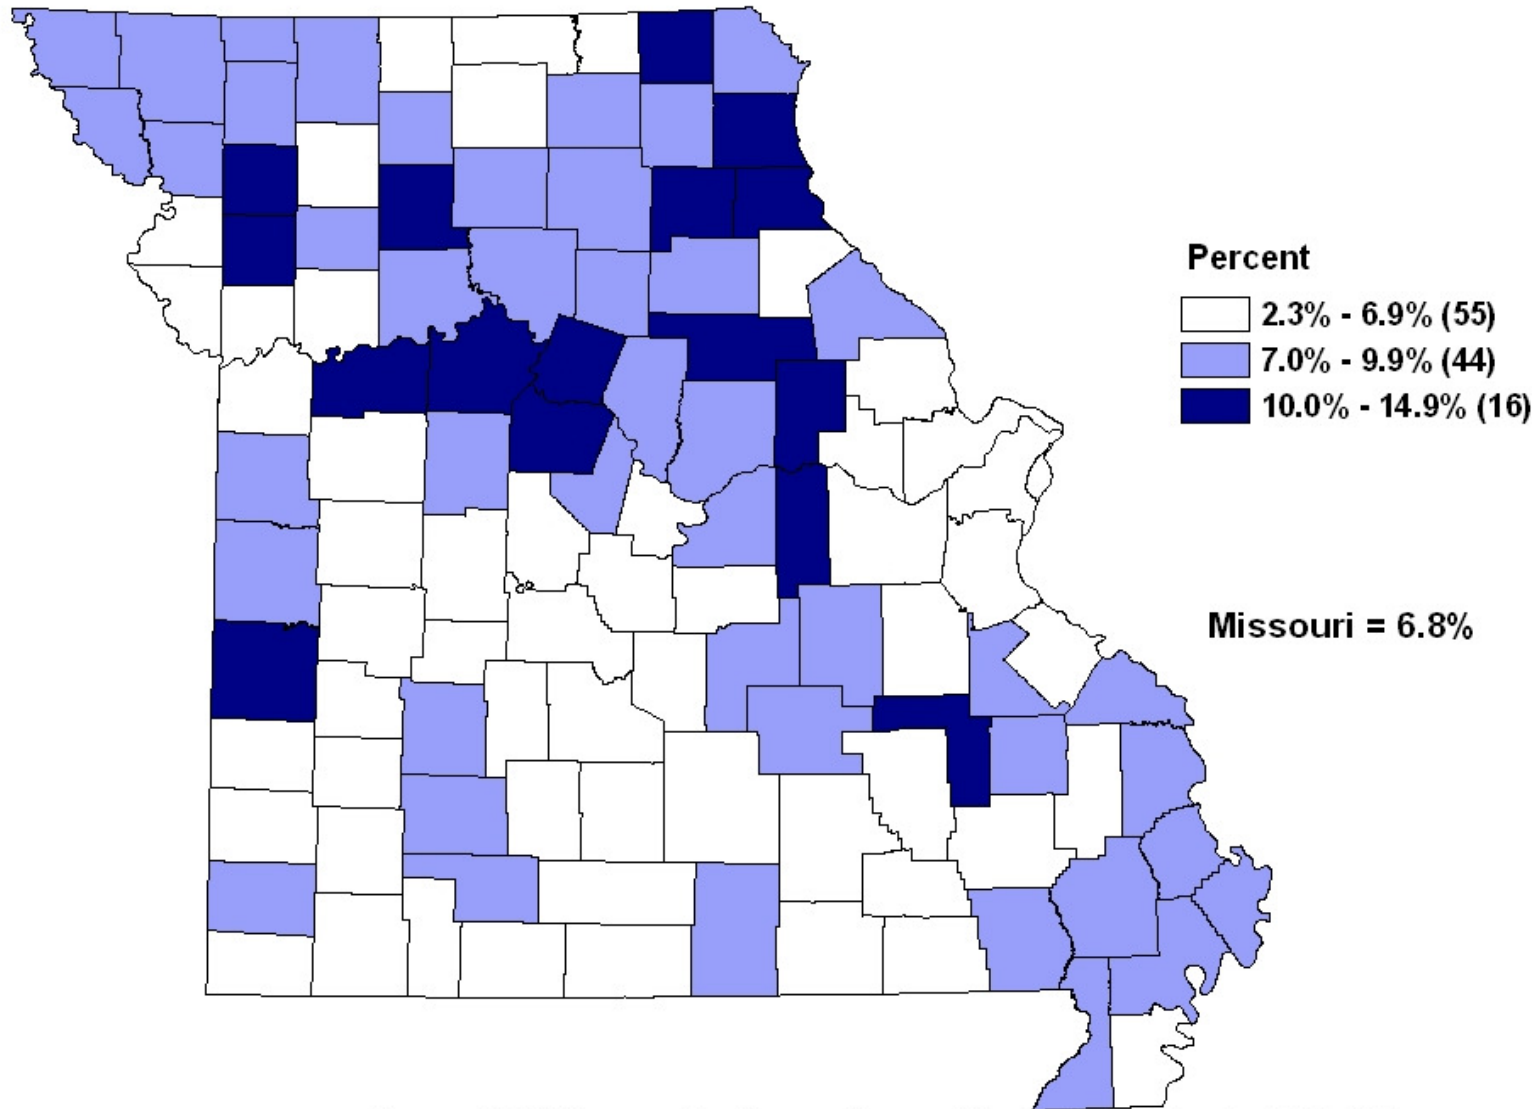 Percent
2.3% - 6.9% (55)
7.0% - 9.9% (44)
10.0% - 14.9% (16)
Missouri = 6.8%